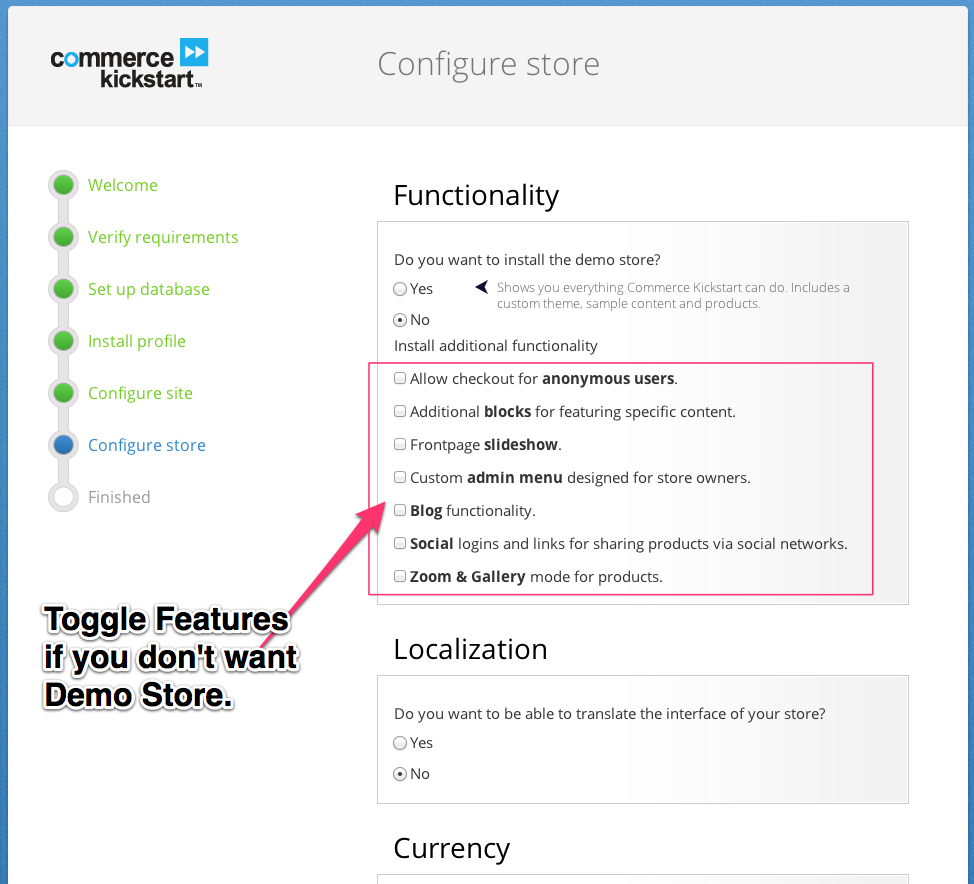 commerce
kickstart™
Configure store
Welcome
Verify requirements
Set up database
Install profile
Configure site
Configure store
Finished
Functionality
Do you want to install the demo store?
Yes
Shows you everything Commerce Kickstart can do. Includes a
custom theme, sample content and products.
No
Install additional functionality
Allow checkout for anonymous users.
Additional blocks for featuring specific content.
Frontpage slideshow.
Custom admin menu designed for store owners.
Blog functionality.
Social logins and links for sharing products via social networks.
Zoom & Gallery mode for products.
Toggle Features
if you don't want
Demo Store.
Localization
Do you want to be able to translate the interface of your store?
Yes
No
Currency